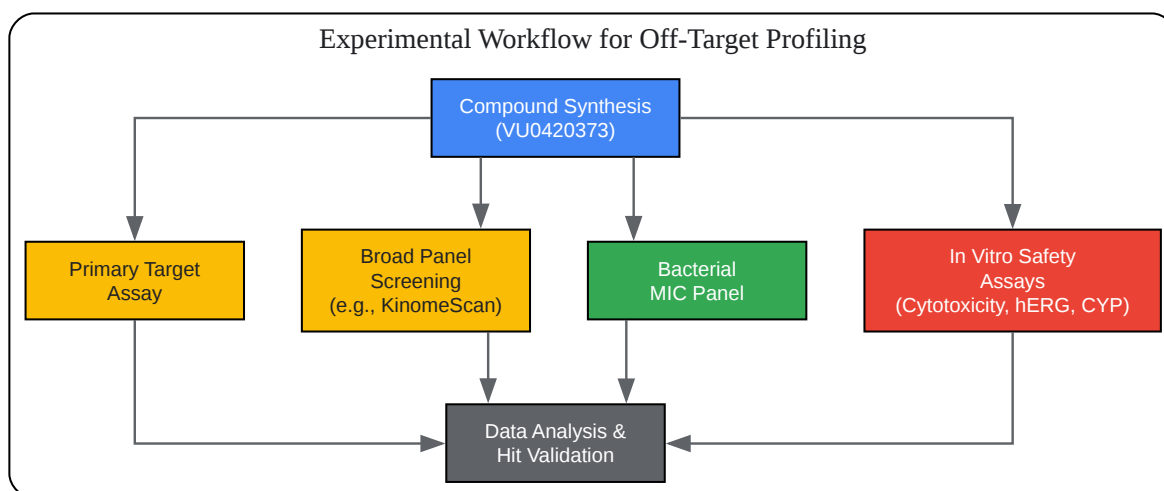 Experimental Workflow for Off-Target Profiling
Compound Synthesis
(VU0420373)
Primary Target
Assay
Broad Panel
Screening
(e.g., KinomeScan)
Bacterial
MIC Panel
In Vitro Safety
Assays
(Cytotoxicity, hERG, CYP)
Data Analysis &
Hit Validation